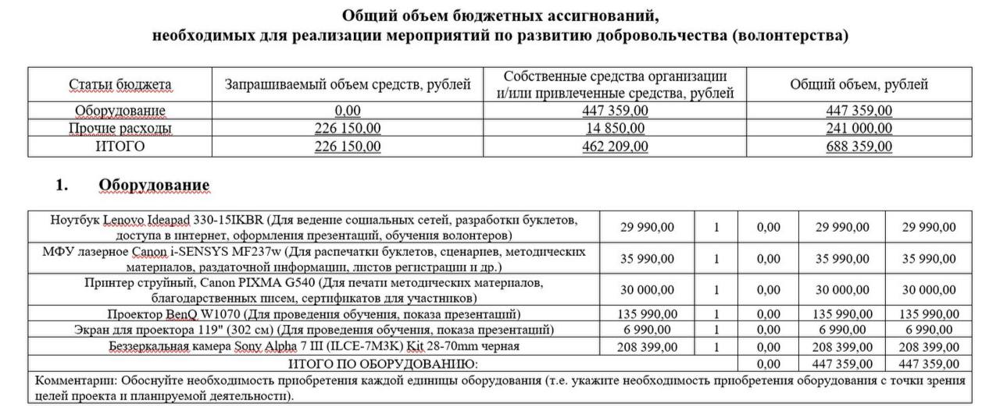 Общий объем бюджетных ассигнований,
необходимых для реализации мероприятий по развитию добровольчества (волонтерства)
Статьи бюджета Запрашиваемый объем средств, рублей Собственные средства организации и/или привлеченные средства, рублей Общий объем, рублей
Оборудование 0,00 447 359,00 447 359,00
Прочие расходы 226 150,00 14 850,00 241 000,00
ИТОГО 226 150,00 462 209,00 688 359,00
1. Оборудование
Ноутбук Lenovo Ideapad 330-15IKBR (Для ведение социальных сетей, разработки буклетов,
доступа в интернет, оформления презентаций, обучения волонтеров) 29 990,00 1 0,00 29 990,00 29 990,00
МФУ лазерное Canon i-SENSYS MF237w (Для распечатки буклетов, сценариев, методических
материалов, раздаточной информации, листов регистрации и др.) 35 990,00 1 0,00 35 990,00 35 990,00
Принтер струйный, Canon PIXMA G540 (Для печати методических материалов,
благодарственных писем, сертификатов для участников) 30 000,00 1 0,00 30 000,00 30 000,00
Проектор BenQ W1070 (Для проведения обучения, показа презентаций) 135 990,00 1 0,00 135 990,00 135 990,00
Экран для проектора 119" (302 см) (Для проведения обучения, показа презентаций) 6 990,00 1 0,00 6 990,00 6 990,00
Беззеркальная камера Sony Alpha 7 III (ILCE-7M3K) Kit 28-70mm черная 208 399,00 1 0,00 208 399,00 208 399,00
ИТОГО ПО ОБОРУДОВАНИЮ: 0,00 447 359,00 447 359,00
Комментарии: Обоснуйте необходимость приобретения каждой единицы оборудования (т.е. укажите необходимость приобретения оборудования с точки зрения
целей проекта и планируемой деятельности).